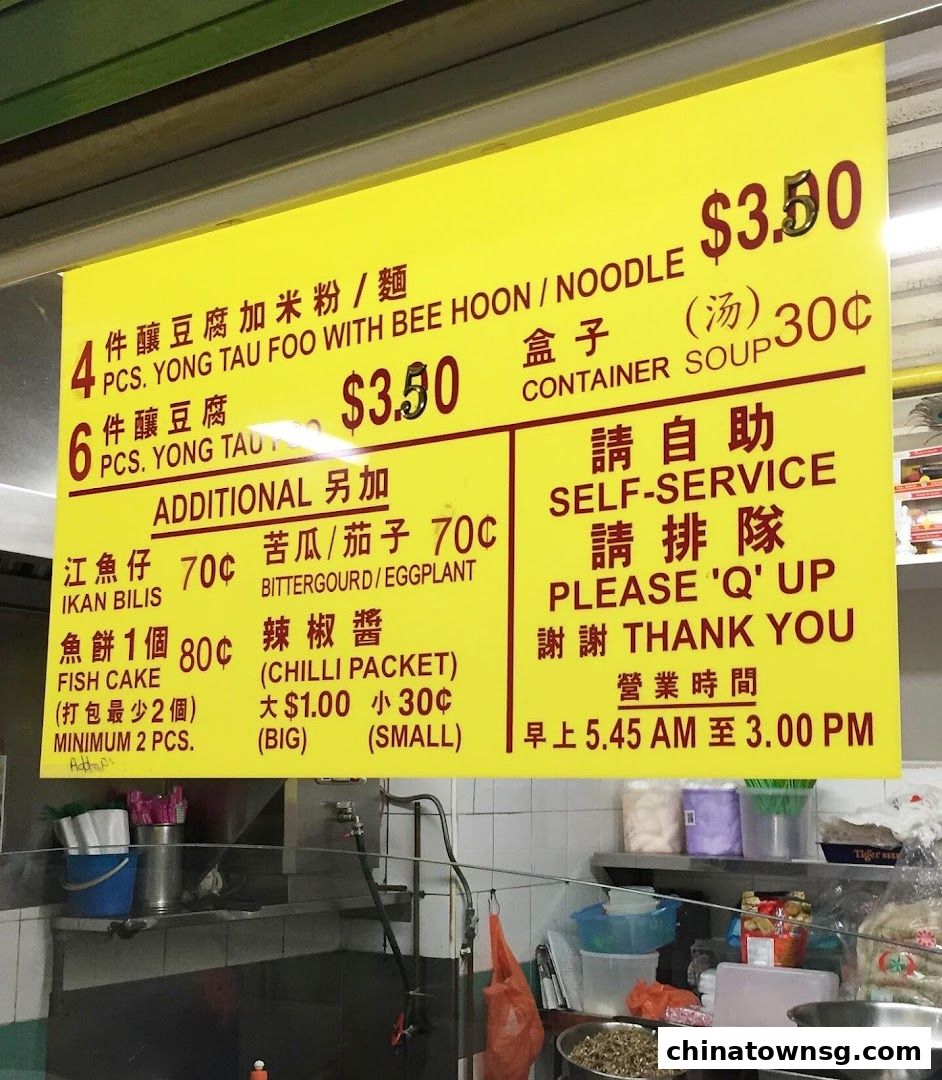 4 件釀豆腐加米粉/麵 $3.50
PCS. YONG TAU FOO WITH BEE HOON / NOODLE
6 件釀豆腐 $3.50
PCS. YONG TAU FOO
盒子 (汤) 30¢
CONTAINER SOUP
ADDITIONAL 另加
江魚仔 70¢
IKAN BILIS
苦瓜/茄子 70¢
BITTERGOURD / EGGPLANT
魚餅1個 80¢
FISH CAKE
(打包最少2個)
MINIMUM 2 PCS.
辣椒醬
(CHILLI PACKET)
大 $1.00 小 30¢
(BIG) (SMALL)
請自助
SELF-SERVICE
請排隊
PLEASE 'Q' UP
謝謝 THANK YOU
營業時間
早上 5.45 AM 至 3.00 PM
Tiger
chinatownsg.com